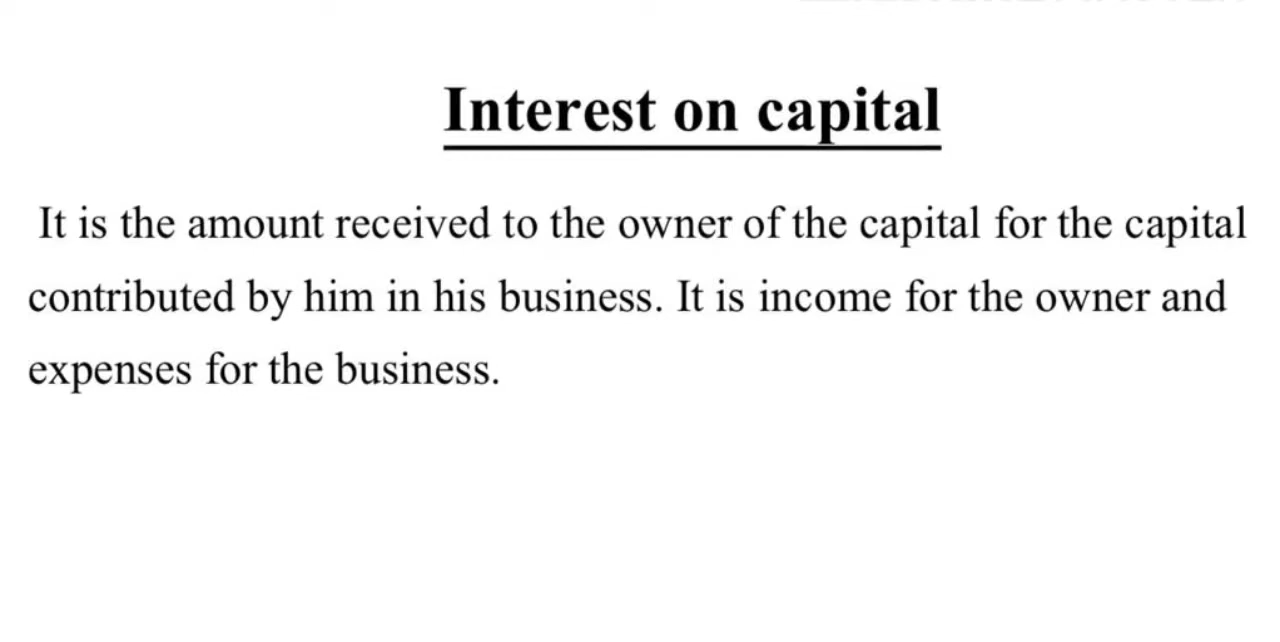 Interest on capital
It is the amount received to the owner of the capital for the capital
contributed by him in his business. It is income for the owner and
expenses for the business.